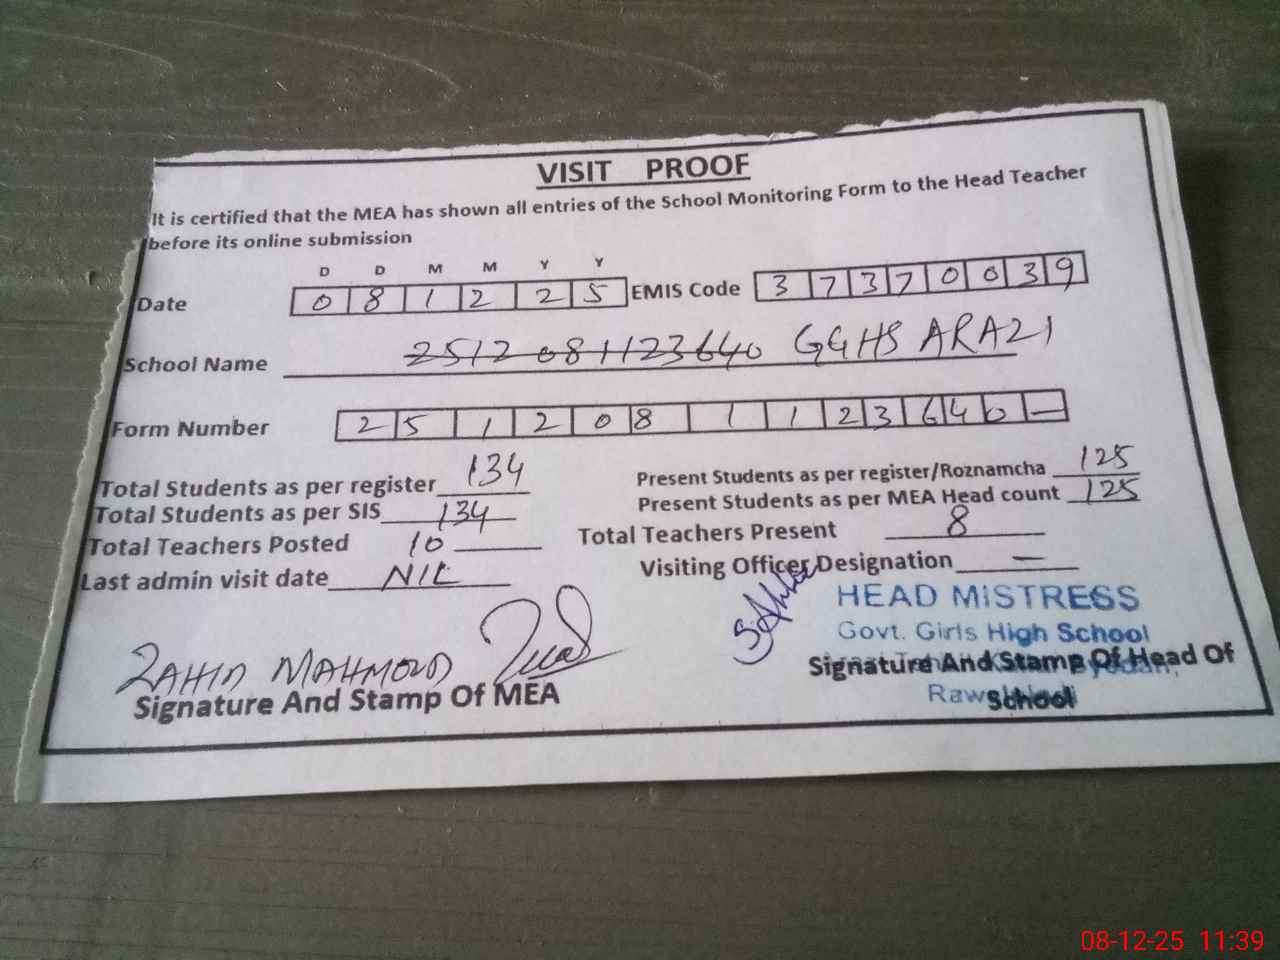 VISIT PROOF
It is certified that the MEA has shown all entries of the School Monitoring Form to the Head Teacher
before its online submission
D D M M Y Y
Date 0 8 1 2 2 5 EMIS Code 3 7 3 7 0 0 3 9
School Name 2512081123640 GGHS ARAZI
Form Number 2 5 1 2 0 8 1 1 2 3 6 4 0 —
Total Students as per register 134 Present Students as per register/Roznamcha 125
Total Students as per SIS 134 Present Students as per MEA Head count 125
Total Teachers Posted 10 Total Teachers Present 8
Last admin visit date NIL Visiting Officer Designation —
HEAD MISTRESS
Govt. Girls High School
ZAHID MAHMOOD
Signature And Stamp Of MEA
Signature And Stamp Of Head Of
School
08-12-25 11:39